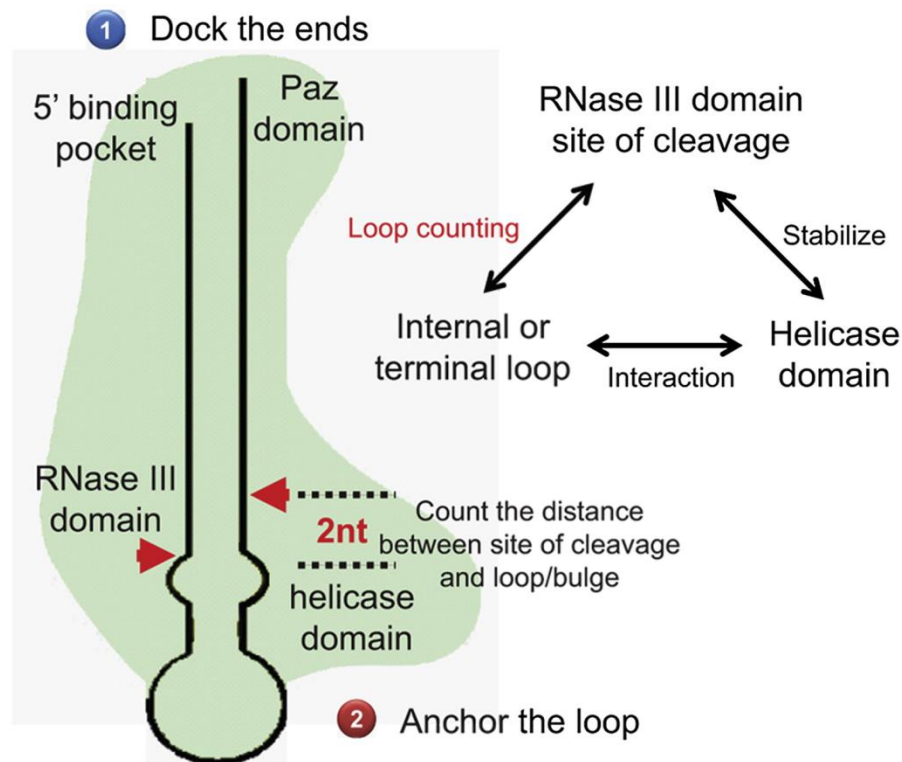 1 Dock the ends
5’ binding
pocket
Paz
domain
RNase III domain
site of cleavage
Loop counting
Stabilize
Internal or
terminal loop
Interaction
Helicase
domain
RNase III
domain
2nt
Count the distance
between site of cleavage
and loop/bulge
helicase
domain
2 Anchor the loop